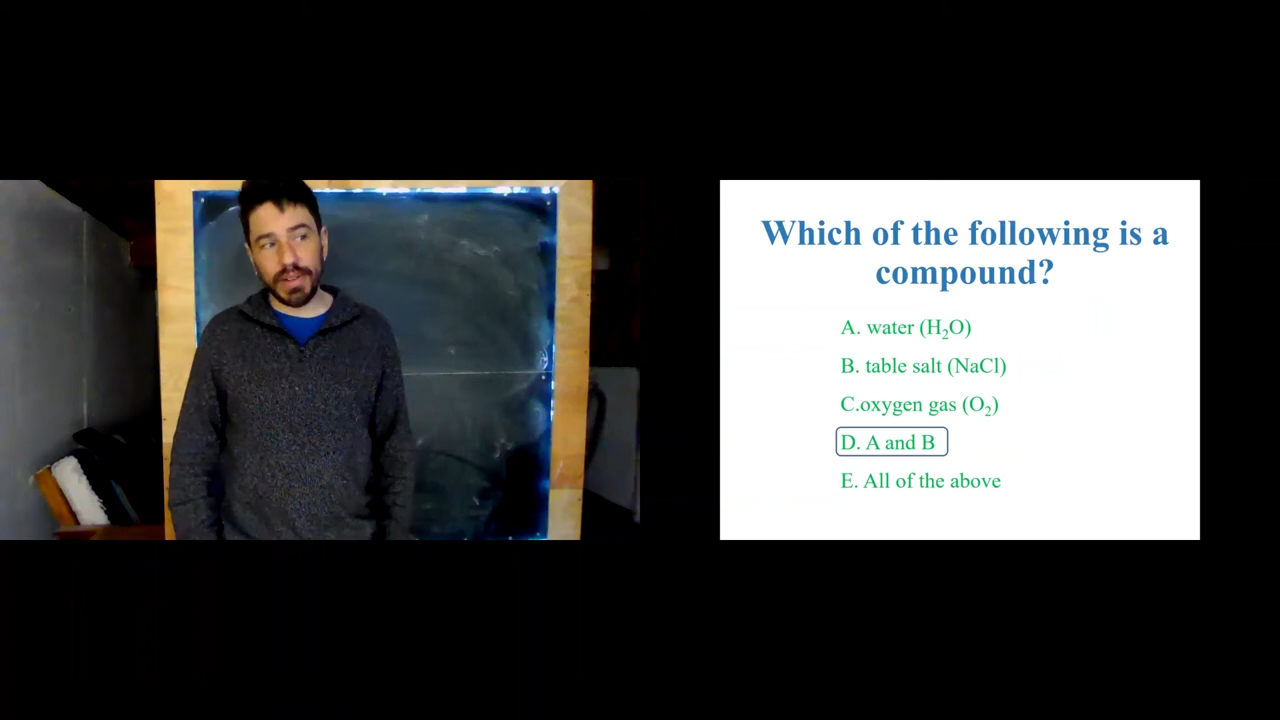 Which of the following is a
compound?
A. water (H₂O)
B. table salt (NaCl)
C.oxygen gas (O₂)
D. A and B
E. All of the above